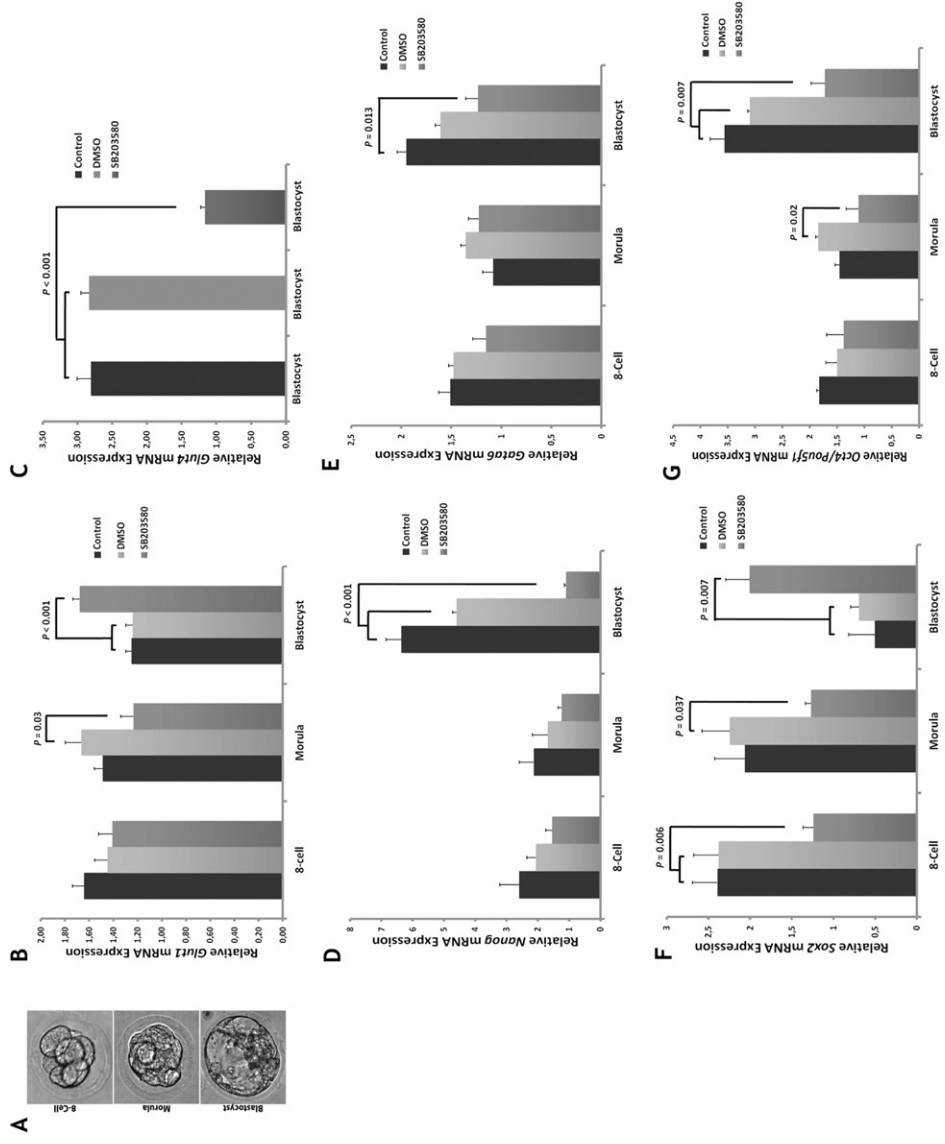 A
8-Cell
Morula
Blastocyst
B
Relative Glut1 mRNA Expression
2,00
1,80
1,60
1,40
1,20
1,00
0,80
0,60
0,40
0,20
0,00
P = 0.03
P < 0.001
Control
DMSO
SB203580
8-cell
Morula
Blastocyst
C
Relative Glut4 mRNA Expression
3,50
3,00
2,50
2,00
1,50
1,00
0,50
0,00
P < 0.001
Control
DMSO
SB203580
Blastocyst
Blastocyst
Blastocyst
D
Relative Nanog mRNA Expression
8
7
6
5
4
3
2
1
0
P < 0.001
Control
DMSO
SB203580
8-Cell
Morula
Blastocyst
E
Relative Gata6 mRNA Expression
2,5
2
1,5
1
0,5
0
P = 0.013
Control
DMSO
SB203580
8-Cell
Morula
Blastocyst
F
Relative Sox2 mRNA Expression
3
2,5
2
1,5
1
0,5
0
P = 0.006
P = 0.037
P = 0.007
Control
DMSO
SB203580
8-Cell
Morula
Blastocyst
G
Relative Oct4/Pou5f1 mRNA Expression
4,5
4
3,5
3
2,5
2
1,5
1
0,5
0
P = 0.02
P = 0.007
Control
DMSO
SB203580
8-Cell
Morula
Blastocyst